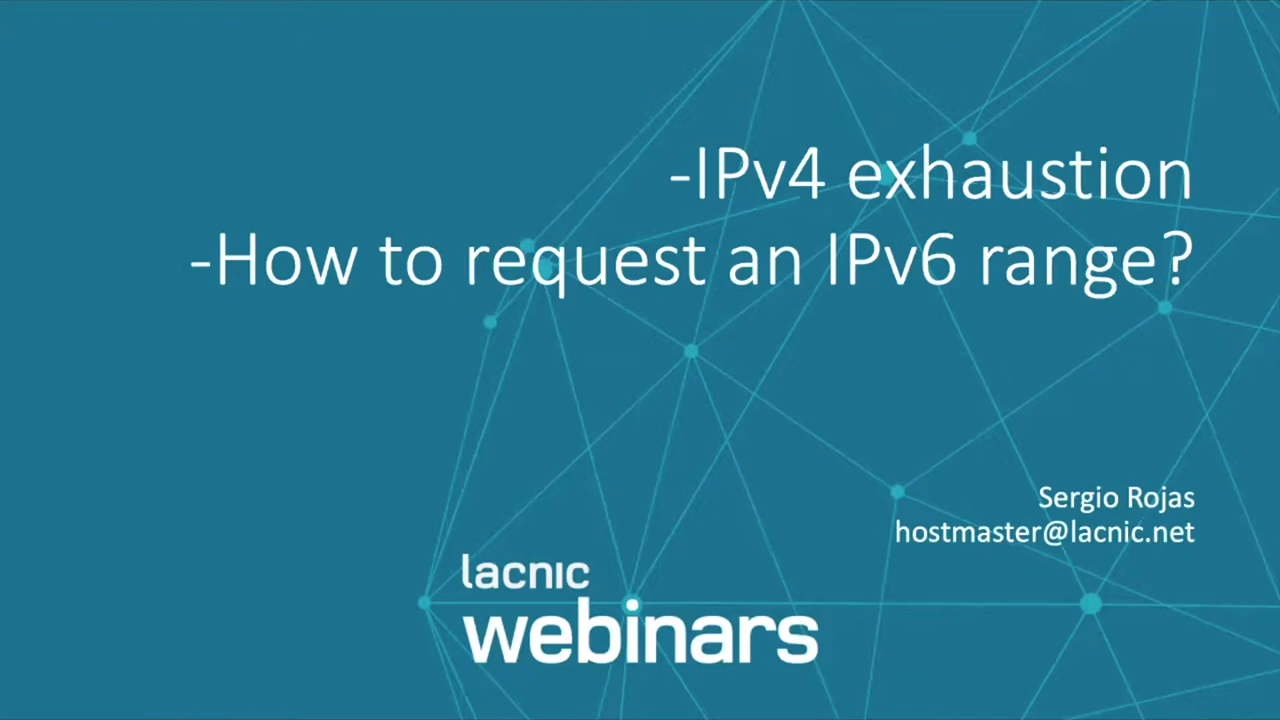 -IPv4 exhaustion
-How to request an IPv6 range?
Sergio Rojas
hostmaster@lacnic.net
lacnic
webinars